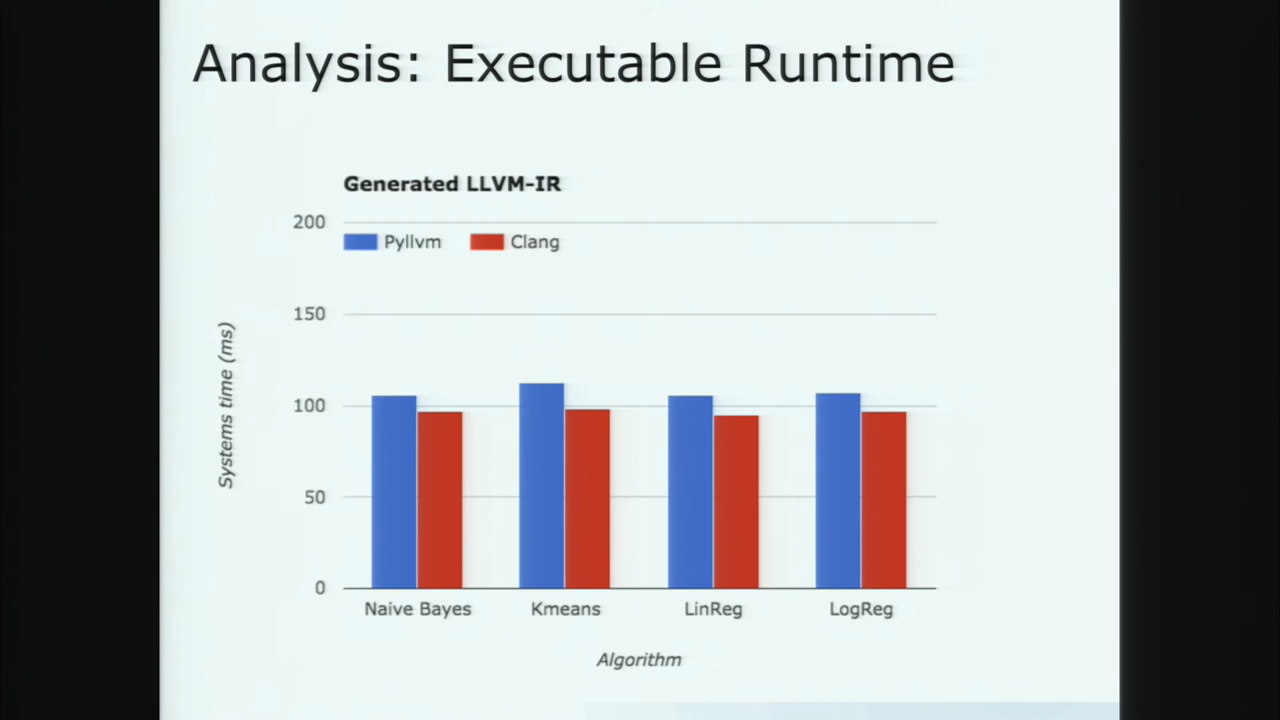 Analysis: Executable Runtime
Generated LLVM-IR
200
Pyllvm Clang
150
100
50
0
Systems time (ms)
Naive Bayes Kmeans LinReg LogReg
Algorithm